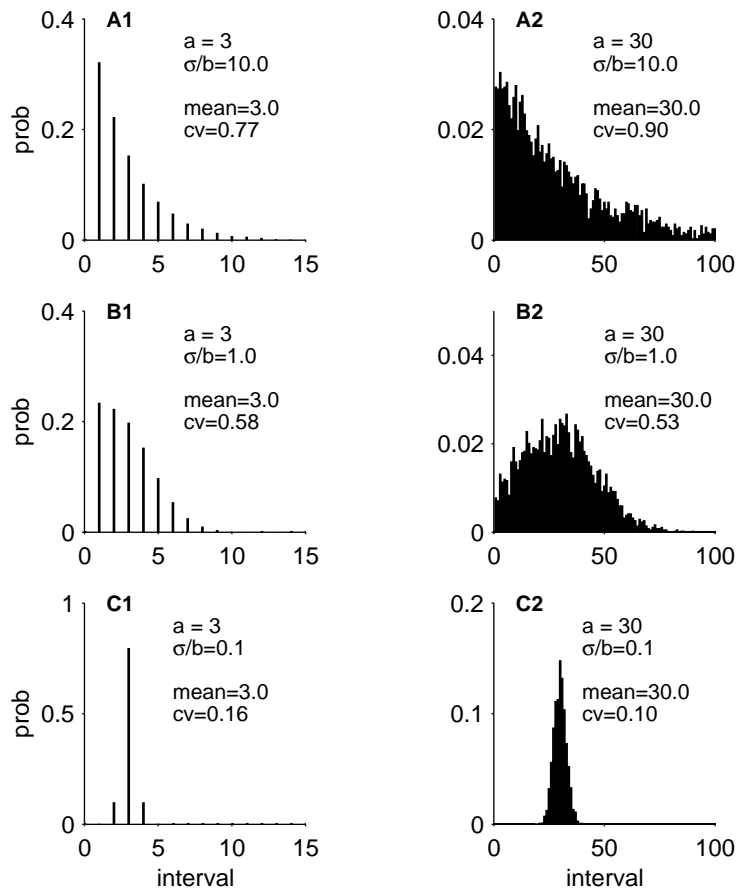 A1
a = 3
σ/b=10.0
mean=3.0
cv=0.77
prob
0.4
0.2
0
0 5 10 15
A2
a = 30
σ/b=10.0
mean=30.0
cv=0.90
0.04
0.02
0
0 50 100
B1
a = 3
σ/b=1.0
mean=3.0
cv=0.58
prob
0.4
0.2
0
0 5 10 15
B2
a = 30
σ/b=1.0
mean=30.0
cv=0.53
0.04
0.02
0
0 50 100
C1
a = 3
σ/b=0.1
mean=3.0
cv=0.16
prob
1
0.5
0
0 5 10 15
interval
C2
a = 30
σ/b=0.1
mean=30.0
cv=0.10
0.2
0.1
0
0 50 100
interval